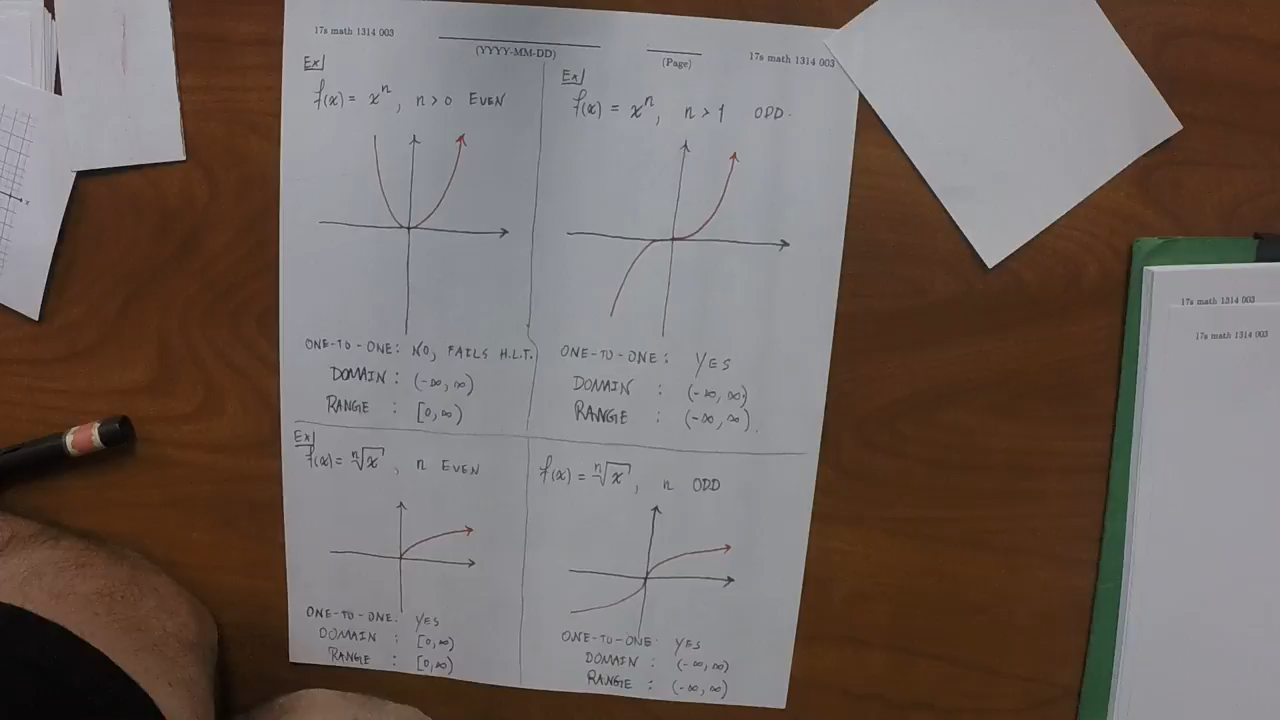 17s math 1314 003
(YYYY-MM-DD)
(Page)
17s math 1314 003
Ex
f(x) = xⁿ, n > 0 EVEN
ONE-TO-ONE: NO, FAILS H.L.T.
DOMAIN : (-∞, ∞)
RANGE : [0, ∞)
Ex
f(x) = xⁿ, n > 1 ODD.
ONE-TO-ONE: YES
DOMAIN : (-∞, ∞)
RANGE : (-∞, ∞).
Ex
f(x) = ⁿ√x, n EVEN
ONE-TO-ONE: YES
DOMAIN : [0, ∞)
RANGE : [0, ∞)
f(x) = ⁿ√x, n ODD
ONE-TO-ONE: YES
DOMAIN : (-∞, ∞)
RANGE : (-∞, ∞)
17s math 1314 003
17s math 1314 003